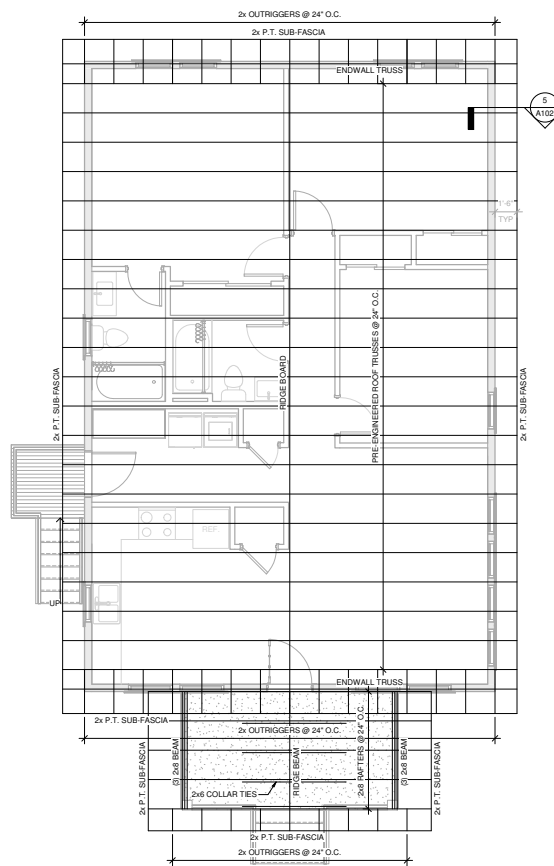 2x OUTRIGGERS @ 24" O.C.
2x P.T. SUB-FASCIA
ENDWALL TRUSS
5
A102
1'-6"
TYP
2x P.T. SUB-FASCIA
RIDGE BOARD
PRE-ENGINEERED ROOF TRUSSES @ 24" O.C.
2x P.T. SUB-FASCIA
REF.
UP
ENDWALL TRUSS
2x P.T. SUB-FASCIA
2x OUTRIGGERS @ 24" O.C.
2x P.T. SUB-FASCIA
(3) 2x8 BEAM
RIDGE BEAM
2x8 RAFTERS @ 24" O.C.
(3) 2x8 BEAM
2x P.T. SUB-FASCIA
2x6 COLLAR TIES
2x P.T. SUB-FASCIA
2x OUTRIGGERS @ 24" O.C.